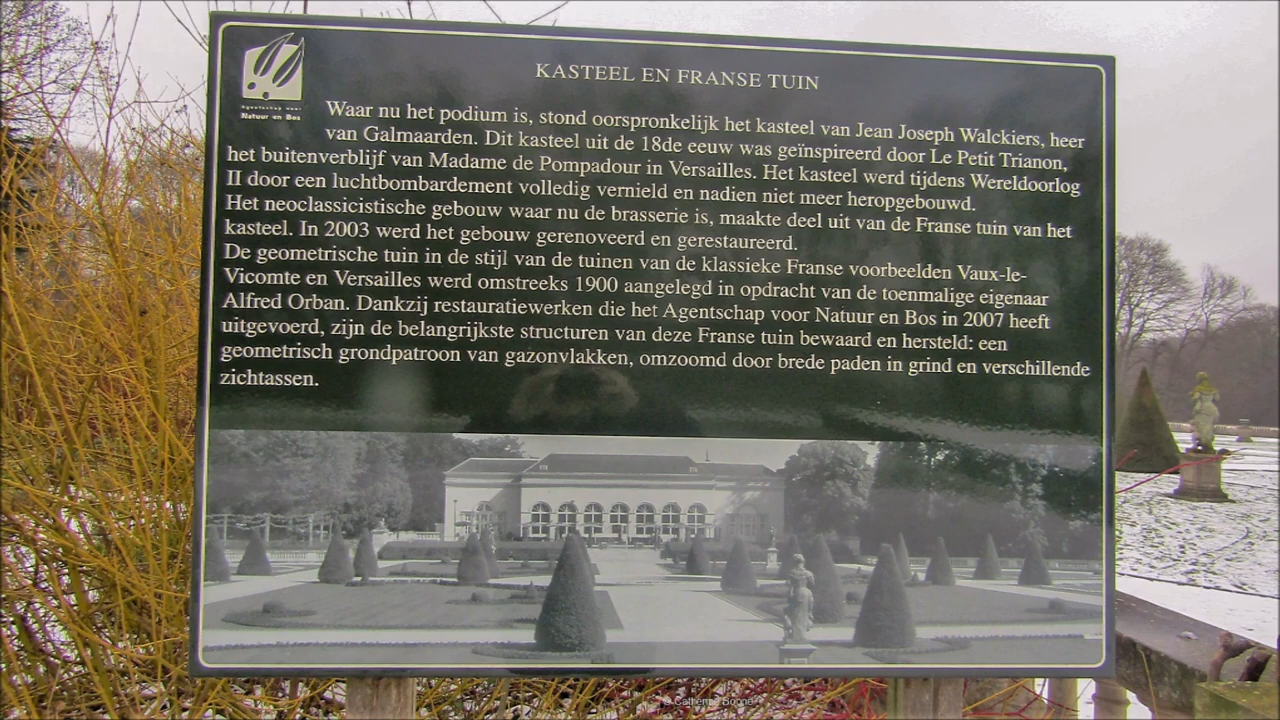 KASTEEL EN FRANSE TUIN
Agentschap voor
Natuur en Bos
Waar nu het podium is, stond oorspronkelijk het kasteel van Jean Joseph Walckiers, heer
van Galmaarden. Dit kasteel uit de 18de eeuw was geïnspireerd door Le Petit Trianon,
het buitenverblijf van Madame de Pompadour in Versailles. Het kasteel werd tijdens Wereldoorlog
II door een luchtbombardement volledig vernield en nadien niet meer heropgebouwd.
Het neoclassicistische gebouw waar nu de brasserie is, maakte deel uit van de Franse tuin van het
kasteel. In 2003 werd het gebouw gerenoveerd en gerestaureerd.
De geometrische tuin in de stijl van de tuinen van de klassieke Franse voorbeelden Vaux-le-
Vicomte en Versailles werd omstreeks 1900 aangelegd in opdracht van de toenmalige eigenaar
Alfred Orban. Dankzij restauratiewerken die het Agentschap voor Natuur en Bos in 2007 heeft
uitgevoerd, zijn de belangrijkste structuren van deze Franse tuin bewaard en hersteld: een
geometrisch grondpatroon van gazonvlakken, omzoomd door brede paden in grind en verschillende
zichtassen.
© Catherine Boone